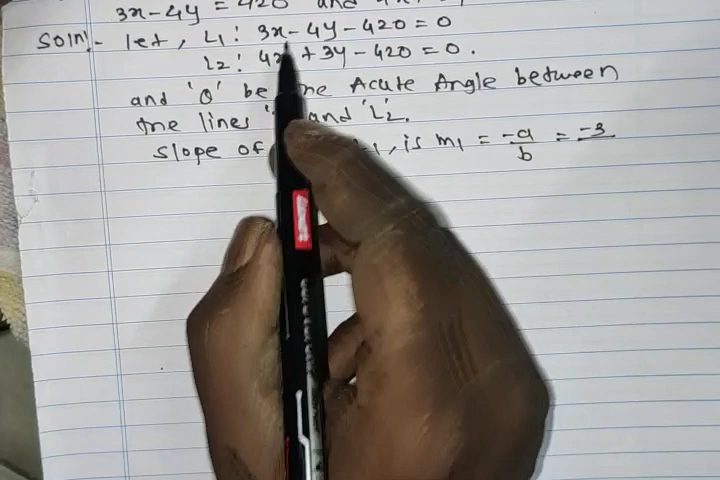 3x - 4y = 420 and
Soln:- let, L1: 3x - 4y - 420 = 0
L2: 4x + 3y - 420 = 0.
and 'θ' be the Acute Angle between
the lines and 'L2'.
Slope of is m1 = -a/b = -3